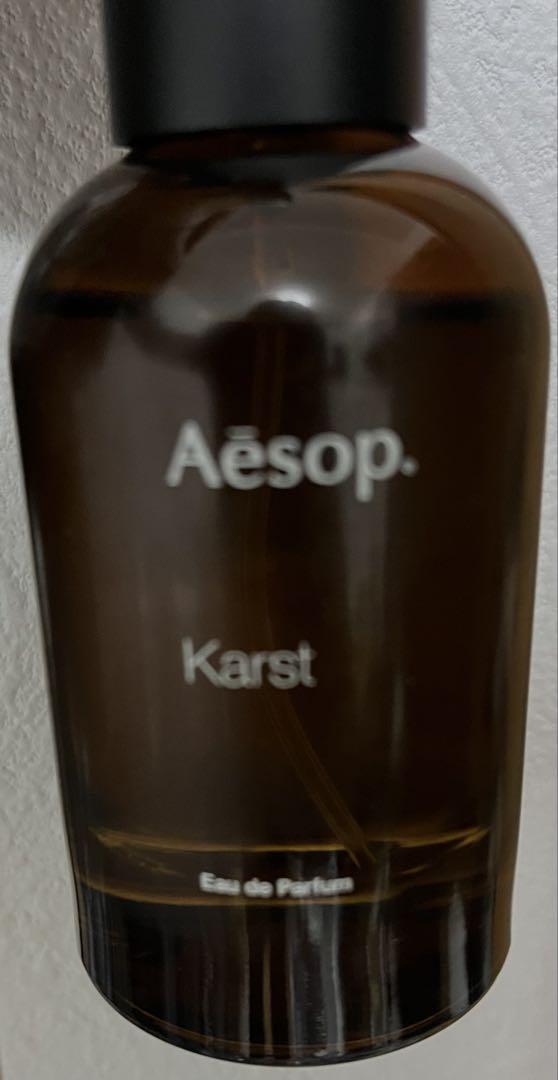 Aēsop.
Karst
Eau de Parfum